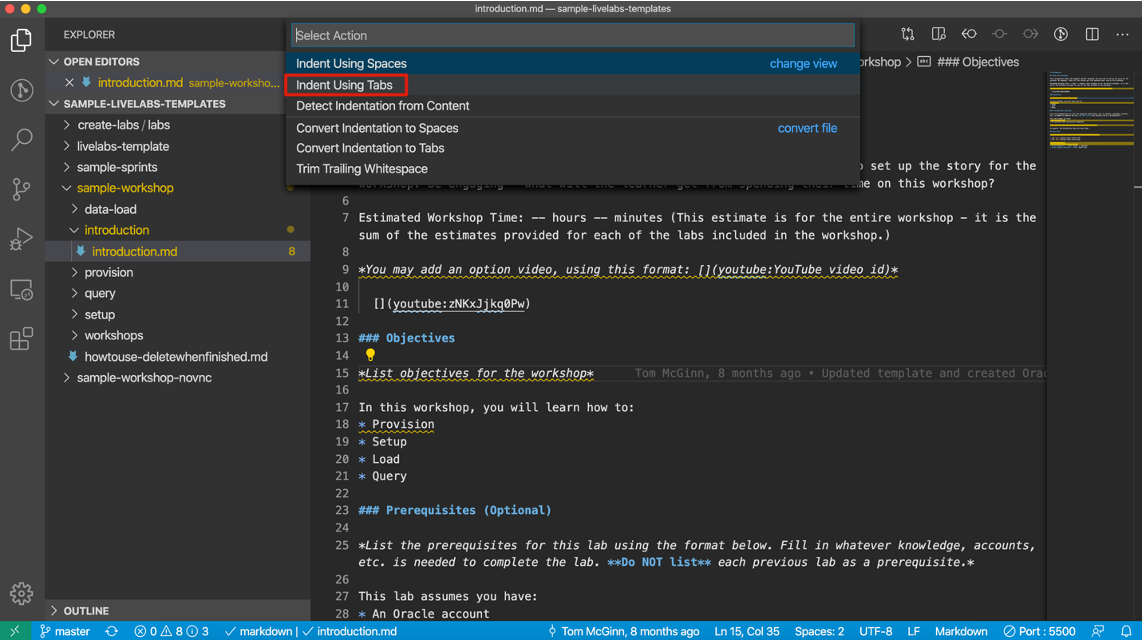 introduction.md — sample-livelabs-templates
EXPLORER
OPEN EDITORS
introduction.md sample-worksho...
SAMPLE-LIVELABS-TEMPLATES
create-labs / labs
livelabs-template
sample-sprints
sample-workshop
data-load
introduction
introduction.md 8
provision
query
setup
workshops
howtouse-deletewhenfinished.md
sample-workshop-novnc
OUTLINE
Select Action
Indent Using Spaces change view
Indent Using Tabs
Detect Indentation from Content
Convert Indentation to Spaces convert file
Convert Indentation to Tabs
Trim Trailing Whitespace
orkshop > ### Objectives
set up the story for the
time on this workshop?
6
7 Estimated Workshop Time: -- hours -- minutes (This estimate is for the entire workshop - it is the
sum of the estimates provided for each of the labs included in the workshop.)
8
9 *You may add an option video, using this format: [](youtube:YouTube video id)*
10
11 [](youtube:zNKxJjkq0Pw)
12
13 ### Objectives
14
15 *List objectives for the workshop* Tom McGinn, 8 months ago • Updated template and created Orac
16
17 In this workshop, you will learn how to:
18 * Provision
19 * Setup
20 * Load
21 * Query
22
23 ### Prerequisites (Optional)
24
25 *List the prerequisites for this lab using the format below. Fill in whatever knowledge, accounts,
etc. is needed to complete the lab. **Do NOT list** each previous lab as a prerequisite.*
26
27 This lab assumes you have:
28 * An Oracle account
master 0 8 3 markdown | introduction.md Tom McGinn, 8 months ago Ln 15, Col 35 Spaces: 2 UTF-8 LF Markdown Port : 5500